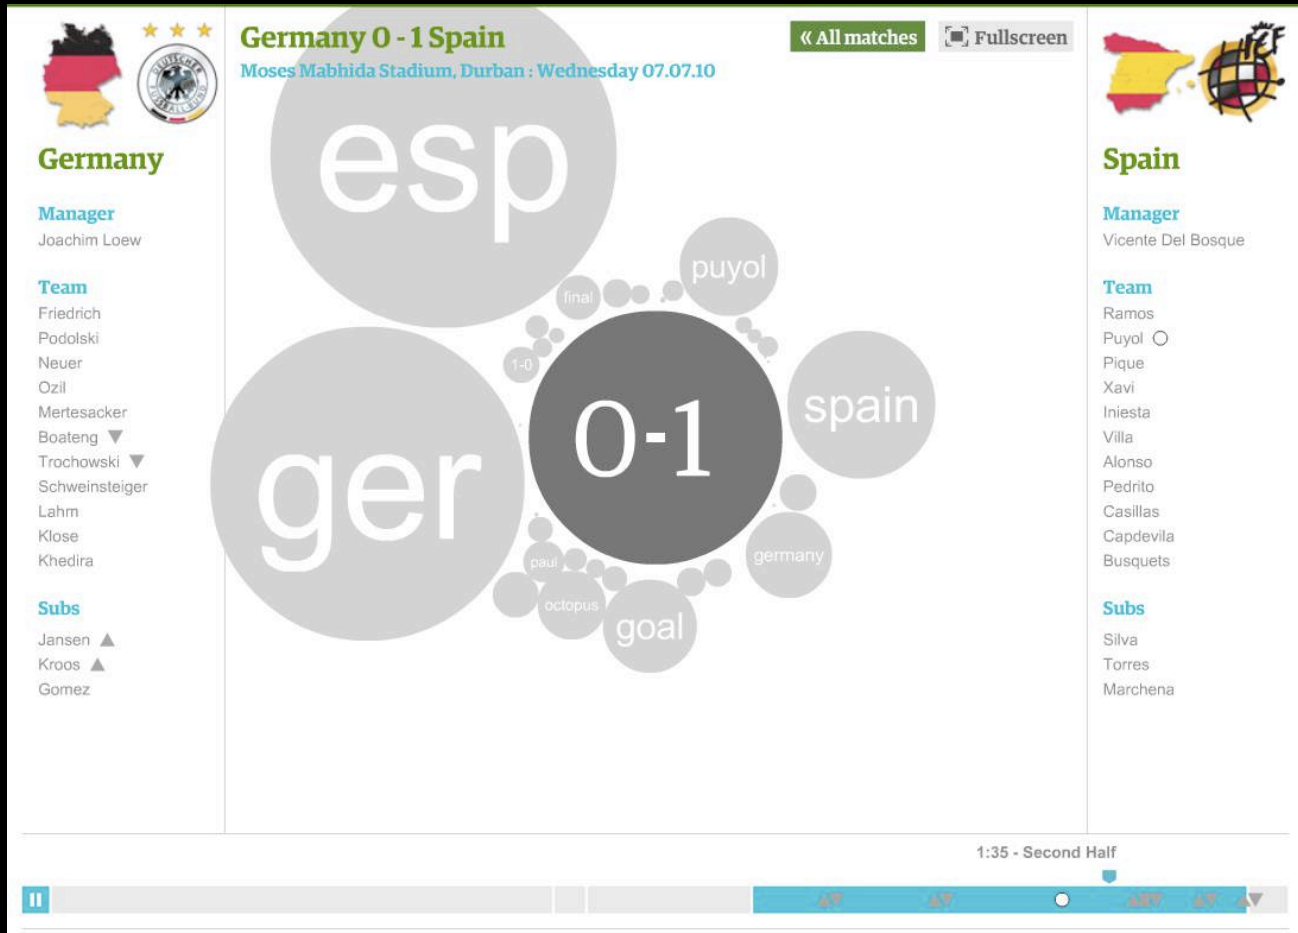 Germany 0 - 1 Spain
Moses Mabhida Stadium, Durban : Wednesday 07.07.10
« All matches
Fullscreen
Germany
Manager
Joachim Loew
Team
Friedrich
Podolski
Neuer
Ozil
Mertesacker
Boateng
Trochowski
Schweinsteiger
Lahm
Klose
Khedira
Subs
Jansen
Kroos
Gomez
esp
puyol
final
1-0
0-1
spain
ger
germany
paul
octopus
goal
Spain
Manager
Vicente Del Bosque
Team
Ramos
Puyol
Pique
Xavi
Iniesta
Villa
Alonso
Pedrito
Casillas
Capdevila
Busquets
Subs
Silva
Torres
Marchena
1:35 - Second Half